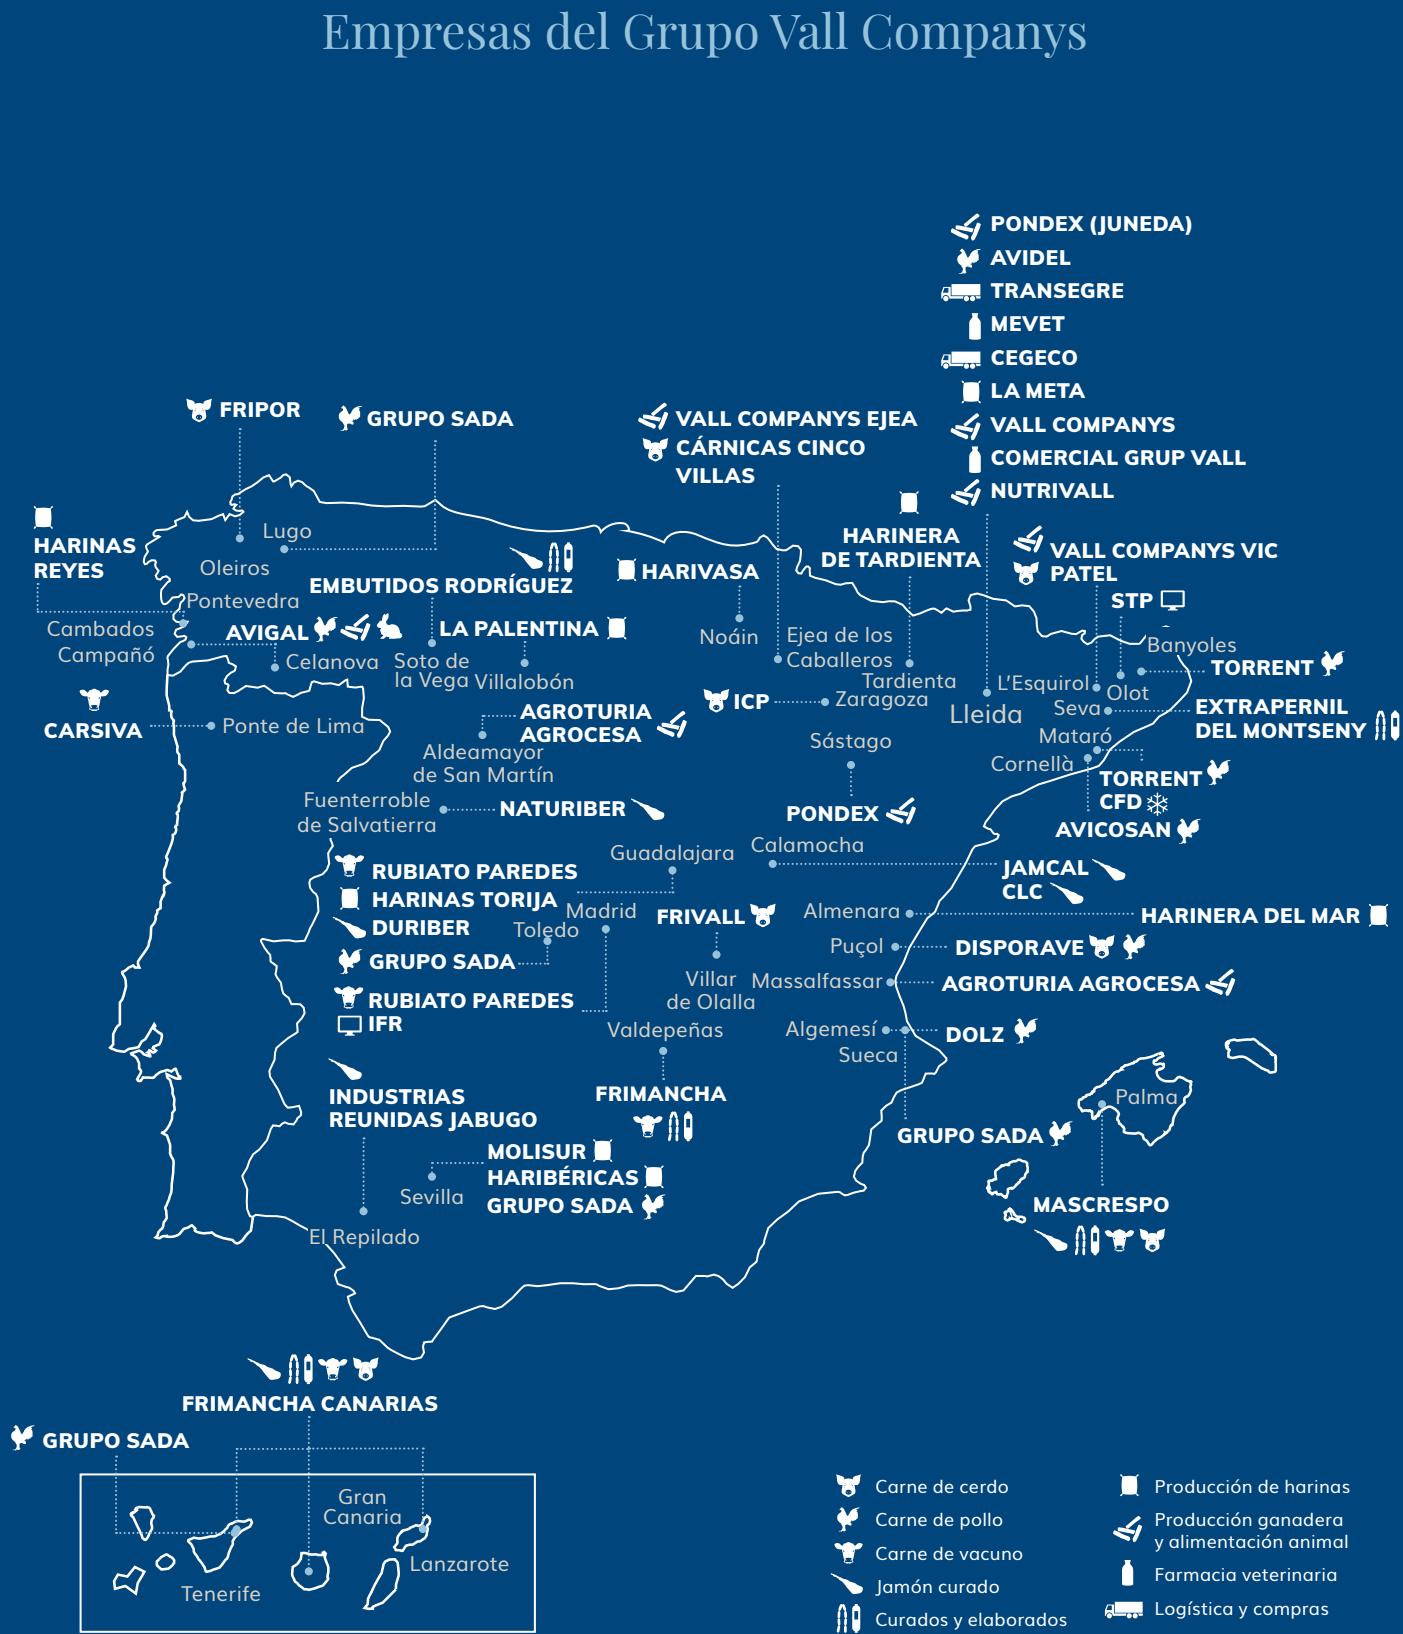 Empresas del Grupo Vall Companys
PONDEX (JUNEDA)
AVIDEL
TRANSEGRE
MEVET
CEGECO
LA META
VALL COMPANYS
COMERCIAL GRUP VALL
NUTRIVALL
FRIPOR
GRUPO SADA
VALL COMPANYS EJEA
CÁRNICAS CINCO
VILLAS
HARINAS
REYES
Lugo
Oleiros
HARINERA
DE TARDIENTA
VALL COMPANYS VIC
PATEL
STP
EMBUTIDOS RODRÍGUEZ
HARIVASA
Pontevedra
Cambados
Campañó
AVIGAL
Celanova
LA PALENTINA
Soto de
la Vega
Villalobón
Noáin
Ejea de los
Caballeros
Tardienta
Banyoles
TORRENT
L'Esquirol
Olot
CARSIVA
Ponte de Lima
AGROTURIA
AGROCESA
ICP
Zaragoza
Lleida
Seva
EXTRAPERNIL
DEL MONTSENY
Aldeamayor
de San Martín
Sástago
Mataró
Cornellà
TORRENT
CFD
AVICOSAN
Fuenterroble
de Salvatierra
NATURIBER
PONDEX
Guadalajara
Calamocha
RUBIATO PAREDES
HARINAS TORIJA
DURIBER
JAMCAL
CLC
Madrid
Toledo
FRIVALL
Almenara
HARINERA DEL MAR
GRUPO SADA
Puçol
DISPORAVE
Villar
de Olalla
Massalfassar
AGROTURIA AGROCESA
RUBIATO PAREDES
IFR
Valdepeñas
Algemesí
Sueca
DOLZ
INDUSTRIAS
REUNIDAS JABUGO
FRIMANCHA
Palma
GRUPO SADA
MOLISUR
HARIBÉRICAS
GRUPO SADA
Sevilla
MASCRESPO
El Repilado
FRIMANCHA CANARIAS
GRUPO SADA
Gran
Canaria
Lanzarote
Tenerife
Carne de cerdo
Carne de pollo
Carne de vacuno
Jamón curado
Curados y elaborados
Producción de harinas
Producción ganadera
y alimentación animal
Farmacia veterinaria
Logística y compras